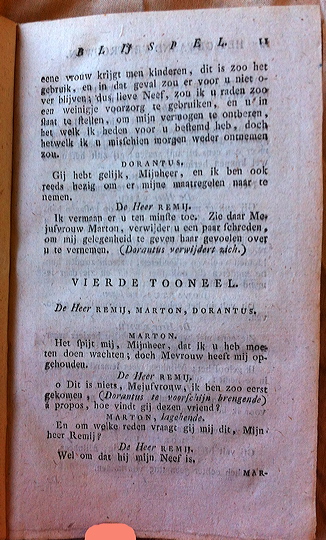 BLIJSPEL. 11
eene vrouw krijgt men kinderen, dit is zoo het
gebruik, en in dat geval zou er voor u niet o-
ver blijven; dus lieve Neef, zou ik u raden zoo
een weinigje voorzorg te gebruiken, en u in
ſtaat te ſtellen, om mijn vermogen te ontberen,
het welk ik heden voor u beſtemd heb, doch
hetwelk ik u misſchien morgen weder ontnemen
zou.
DORANTUS.
Gij hebt gelijk, Mijnheer, en ik ben ook
reeds bezig om er mijne maatregelen naar te
nemen.
De Heer REMIJ.
Ik vermaan er u ten minſte toe. Zie daar Me-
jufvrouw Marton, verwijder u een paar ſchreden,
om mij gelegenheid te geven haar gevoelen over
u te vernemen. (Dorantus verwijdert zich.)
VIERDE TOONEEL.
De Heer REMIJ, MARTON, DORANTUS.
MARTON.
Het ſpijt mij, Mijnheer, dat ik u heb moe-
ten doen wachten; doch Mevrouw heeft mij op-
gehouden.
De Heer REMIJ.
o Dit is niets, Mejufvrouw, ik ben zoo eerst
gekomen, (Dorantus te voorſchijn brengende)
à propos, hoe vindt gij dezen vriend?
MARTON, lagchende.
En om welke reden vraagt gij mij dit, Mijn-
heer Remij?
De Heer REMIJ.
Wel om dat hij mijn Neef is.
MAR-